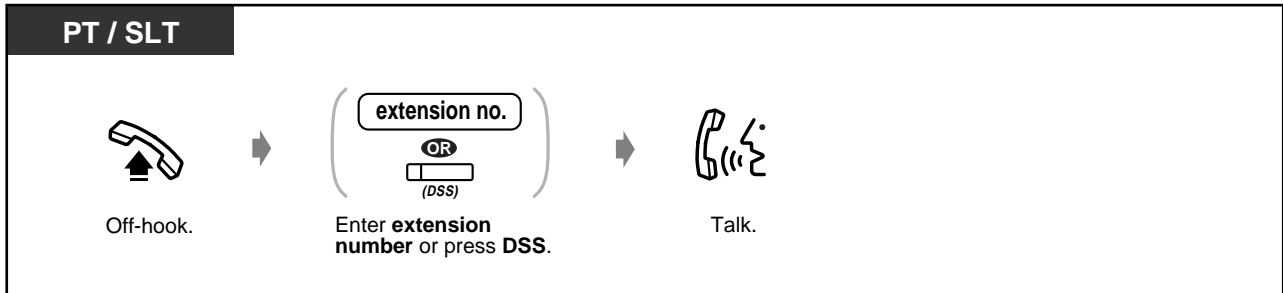 PT / SLT
extension no.
OR
(DSS)
Off-hook.
Enter extension
number or press DSS.
Talk.